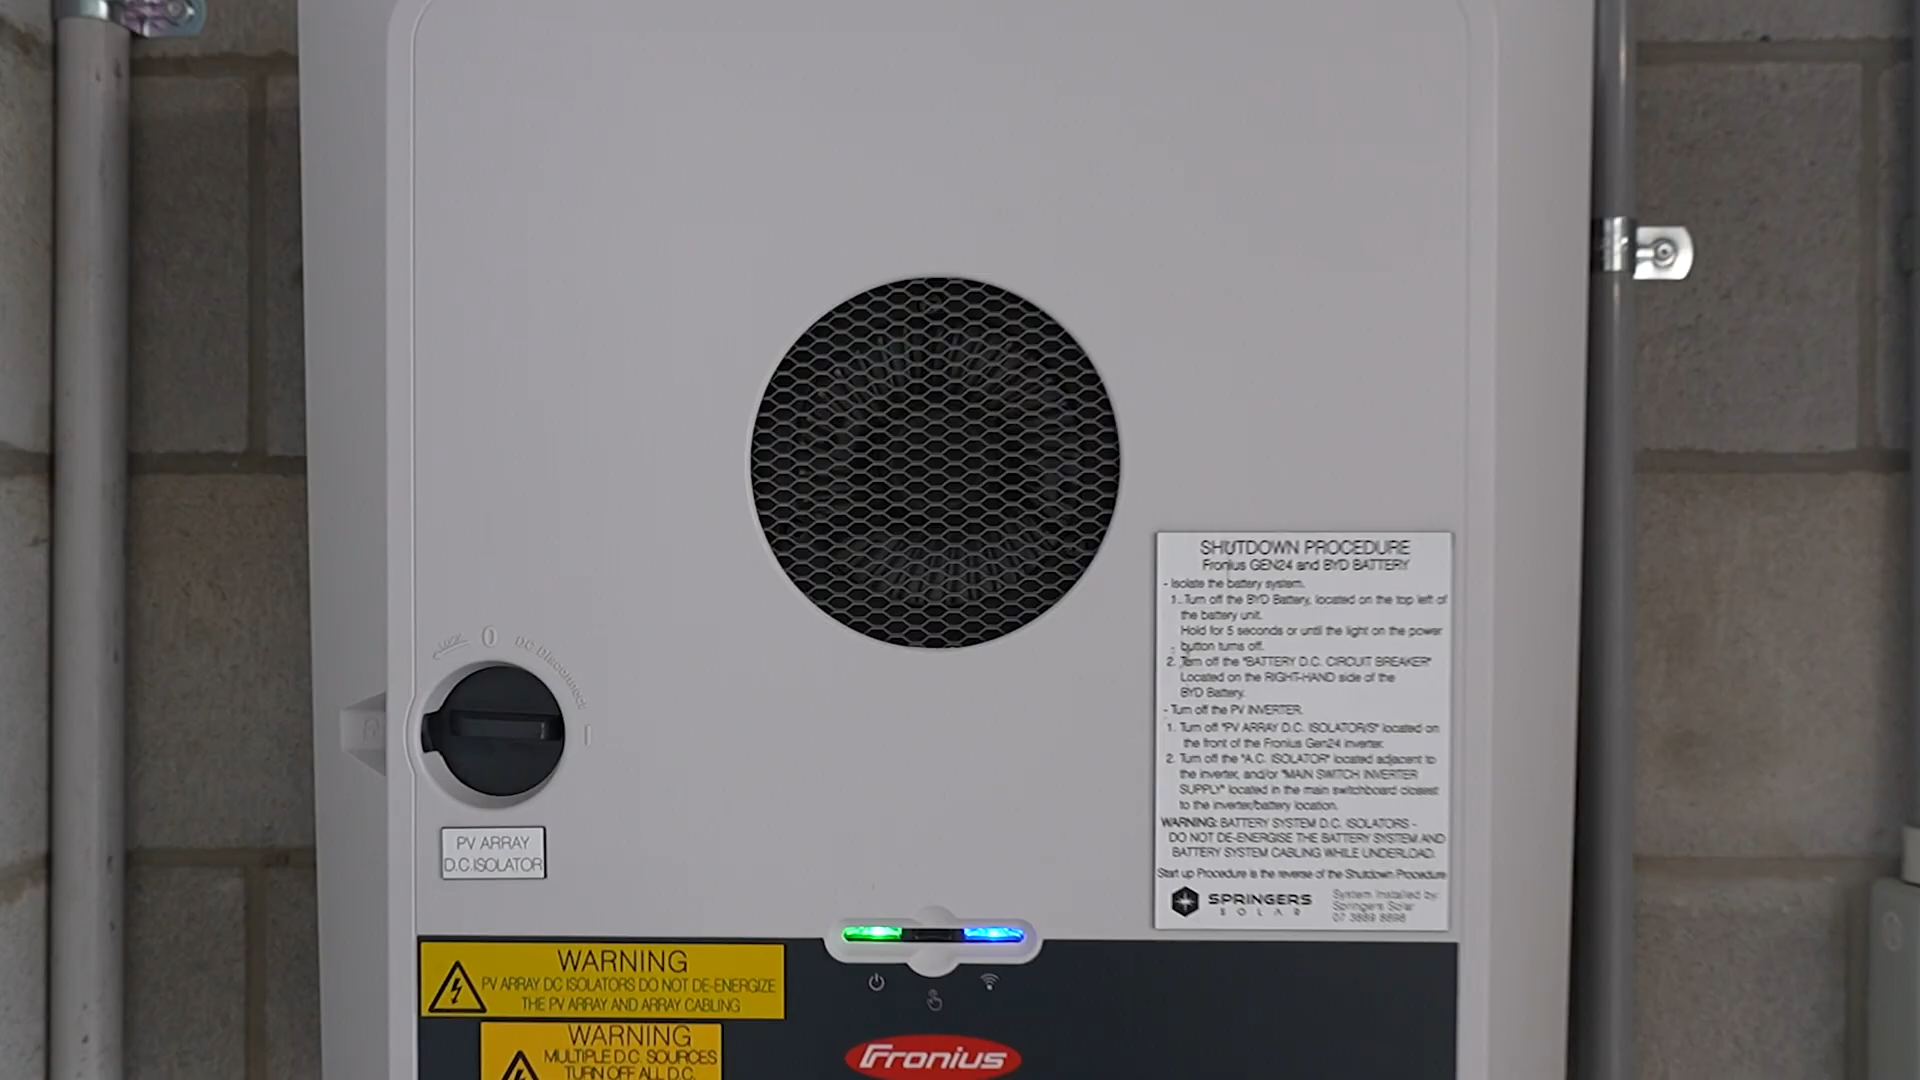 0
DC Disconnect
I
PV ARRAY
D.C.ISOLATOR
SHUTDOWN PROCEDURE
Fronius GEN24 and BYD BATTERY
- Isolate the battery system.
1. Turn off the BYD Battery, located on the top left of
the battery unit.
Hold for 5 seconds or until the light on the power
button turns off.
2. Turn off the "BATTERY D.C. CIRCUIT BREAKER"
Located on the RIGHT-HAND side of the
BYD Battery.
- Turn off the PV INVERTER.
1. Turn off "PV ARRAY D.C. ISOLATOR/S" located on
the front of the Fronius Gen24 inverter.
2. Turn off the "A.C. ISOLATOR" located adjacent to
the inverter, and/or "MAIN SWITCH INVERTER
SUPPLY" located in the main switchboard closest
to the inverter/battery location.
WARNING: BATTERY SYSTEM D.C. ISOLATORS -
DO NOT DE-ENERGISE THE BATTERY SYSTEM AND
BATTERY SYSTEM CABLING WHILE UNDERLOAD.
Start up Procedure is the reverse of the Shutdown Procedure
SPRINGERS
SOLAR
System Installed by:
Springers Solar
WARNING
PV ARRAY DC ISOLATORS DO NOT DE-ENERGIZE
THE PV ARRAY AND ARRAY CABLING
WARNING
MULTIPLE D.C. SOURCES
TURN OFF ALL D.C.
Fronius